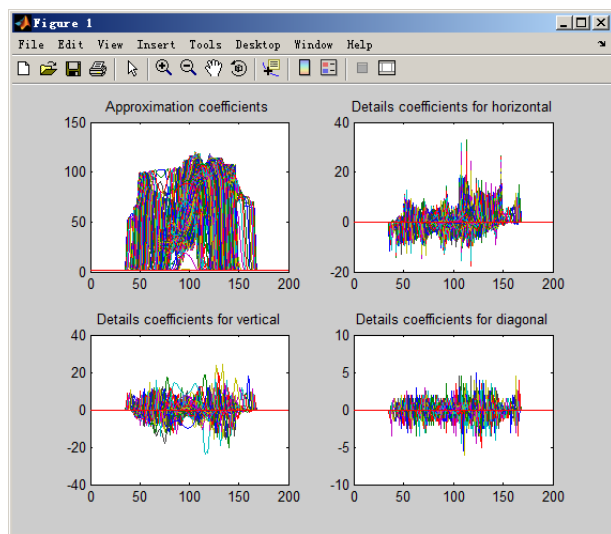 Figure 1
File Edit View Insert Tools Desktop Window Help
Approximation coefficients
150
100
50
0
0 50 100 150 200
Details coefficients for horizontal
40
20
0
-20
0 50 100 150 200
Details coefficients for vertical
40
20
0
-20
-40
0 50 100 150 200
Details coefficients for diagonal
10
5
0
-5
-10
0 50 100 150 200